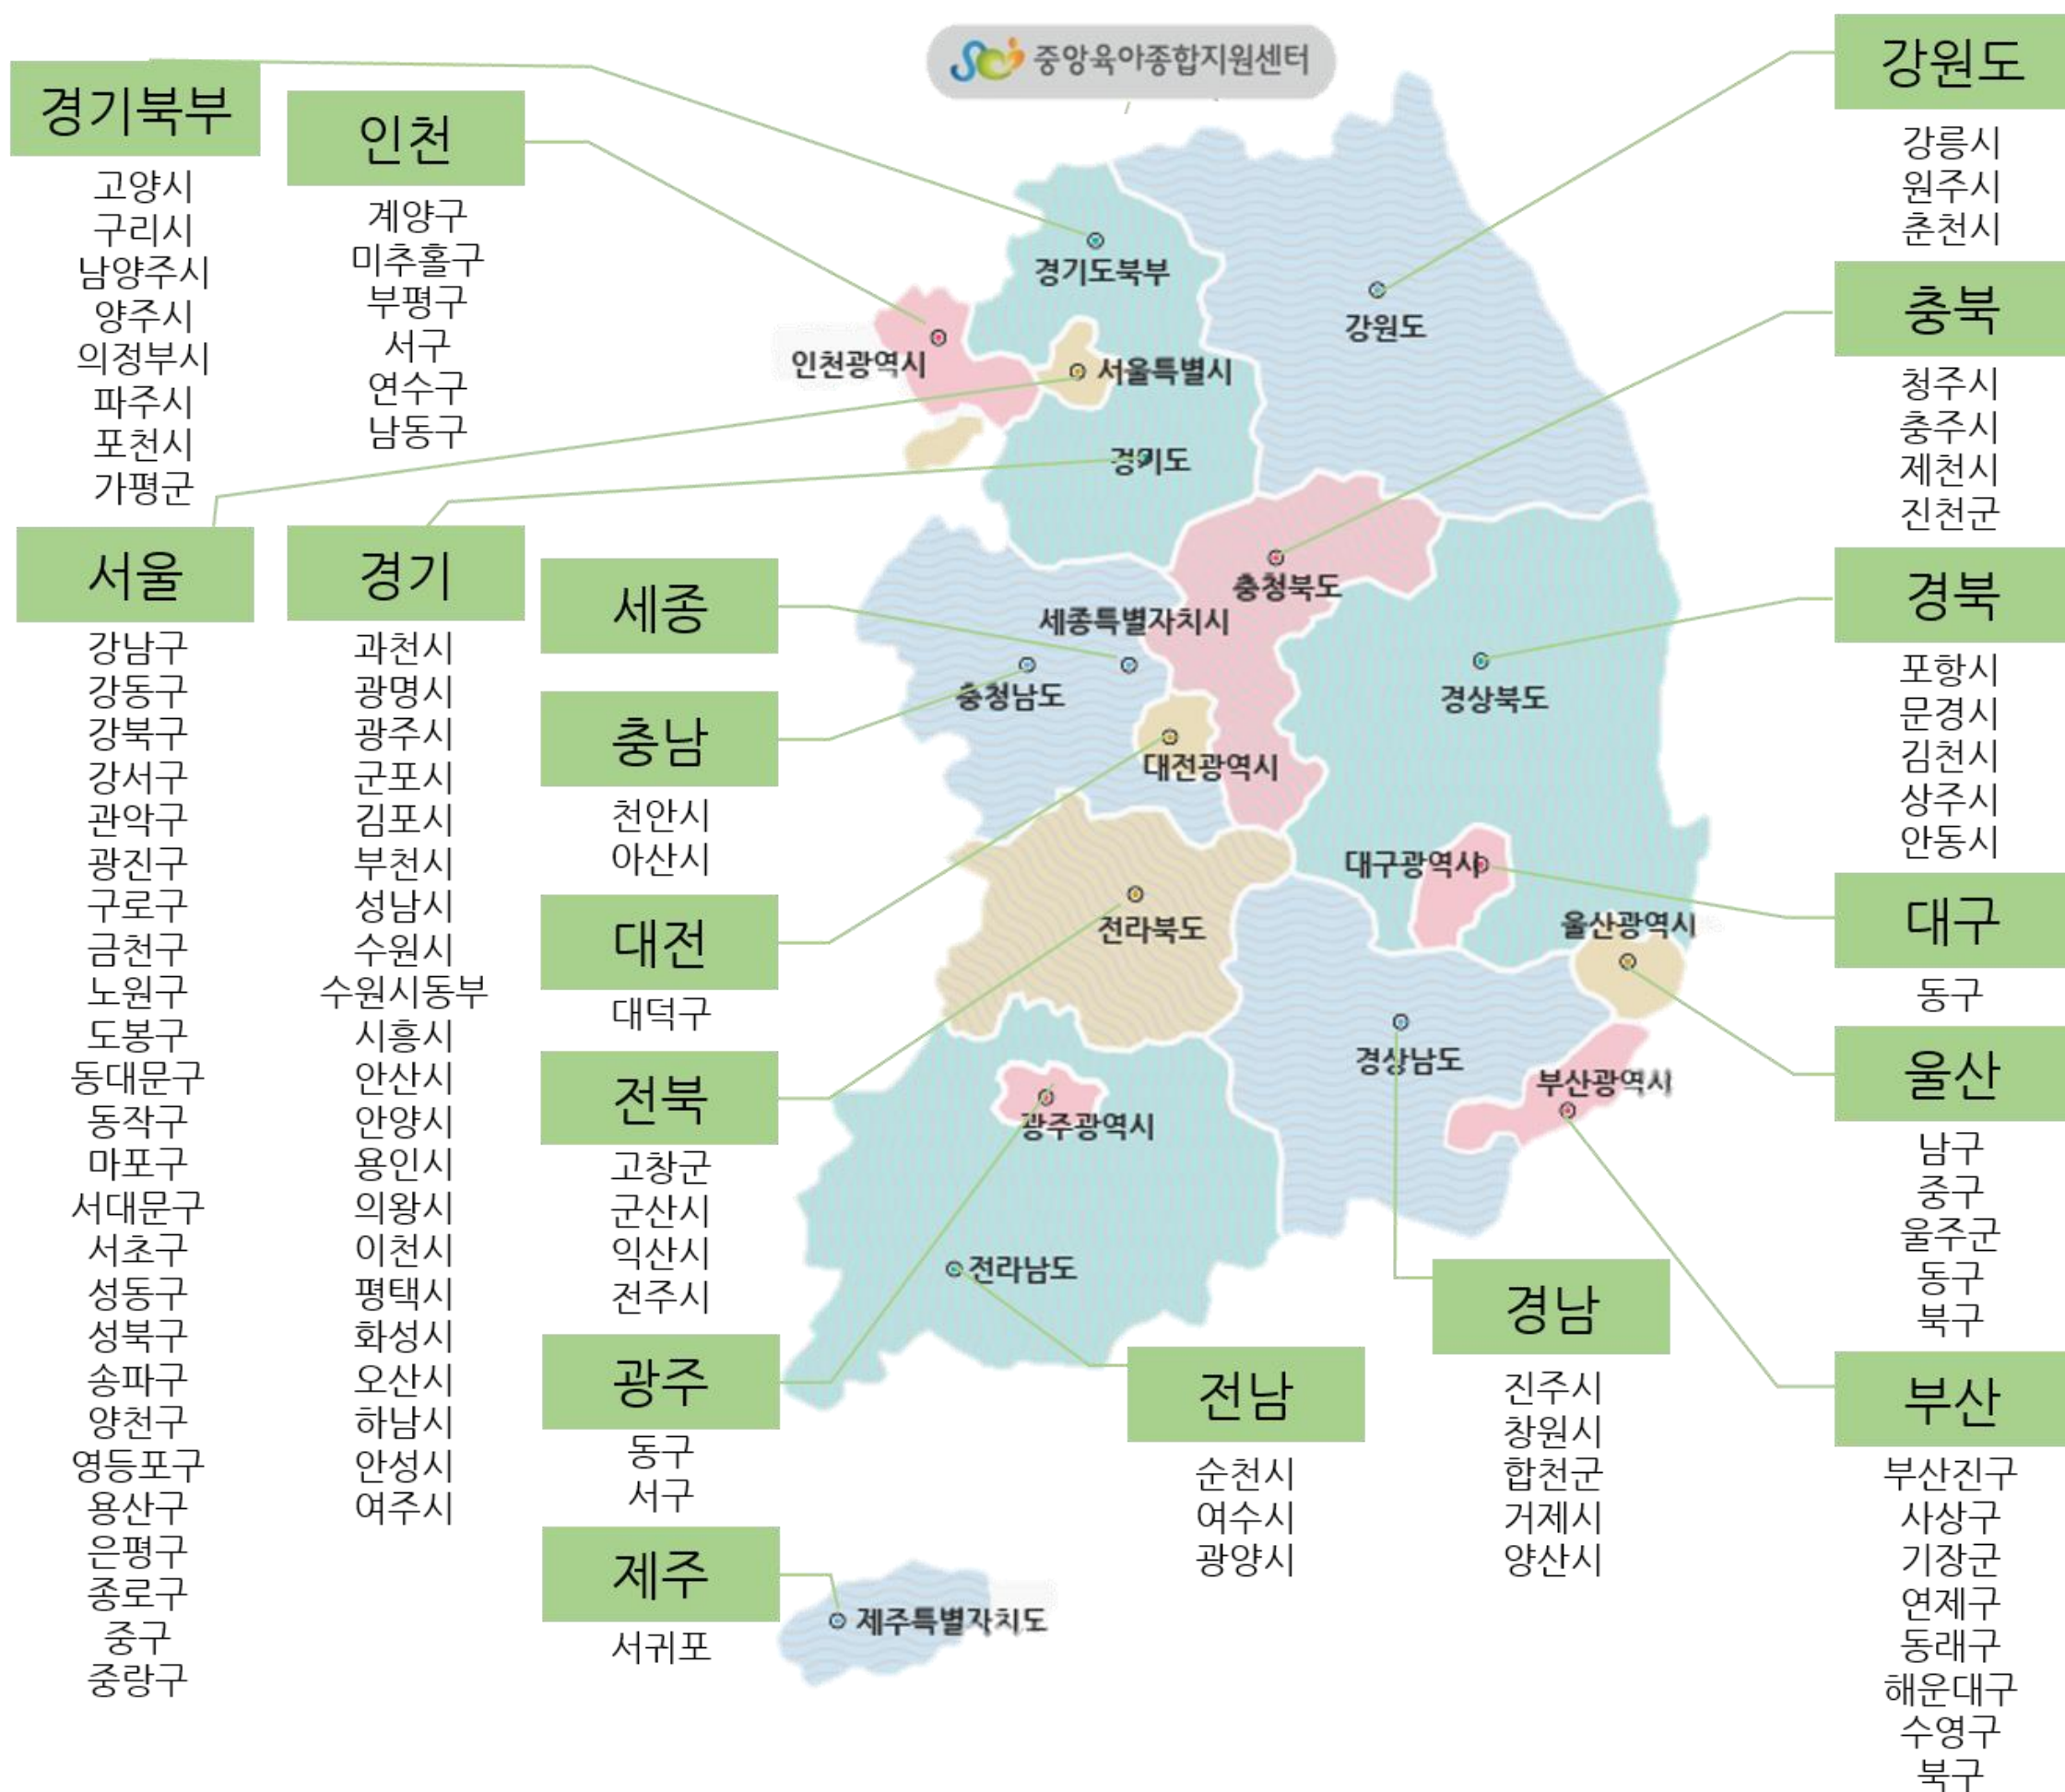 중앙육아종합지원센터
경기북부
고양시
구리시
남양주시
양주시
의정부시
파주시
포천시
가평군
인천
계양구
미추홀구
부평구
서구
연수구
남동구
서울
강남구
강동구
강북구
강서구
관악구
광진구
구로구
금천구
노원구
도봉구
동대문구
동작구
마포구
서대문구
서초구
성동구
성북구
송파구
양천구
영등포구
용산구
은평구
종로구
중구
중랑구
경기
과천시
광명시
광주시
군포시
김포시
부천시
성남시
수원시
수원시동부
시흥시
안산시
안양시
용인시
의왕시
이천시
평택시
화성시
오산시
하남시
안성시
여주시
세종
충남
천안시
아산시
대전
대덕구
전북
고창군
군산시
익산시
전주시
광주
동구
서구
제주
서귀포
경기도북부
강원도
인천광역시
서울특별시
경기도
충청북도
세종특별자치시
충청남도
경상북도
대전광역시
대구광역시
전라북도
울산광역시
경상남도
부산광역시
광주광역시
전라남도
제주특별자치도
전남
순천시
여수시
광양시
경남
진주시
창원시
합천군
거제시
양산시
강원도
강릉시
원주시
춘천시
충북
청주시
충주시
제천시
진천군
경북
포항시
문경시
김천시
상주시
안동시
대구
동구
울산
남구
중구
울주군
동구
북구
부산
부산진구
사상구
기장군
연제구
동래구
해운대구
수영구
북구